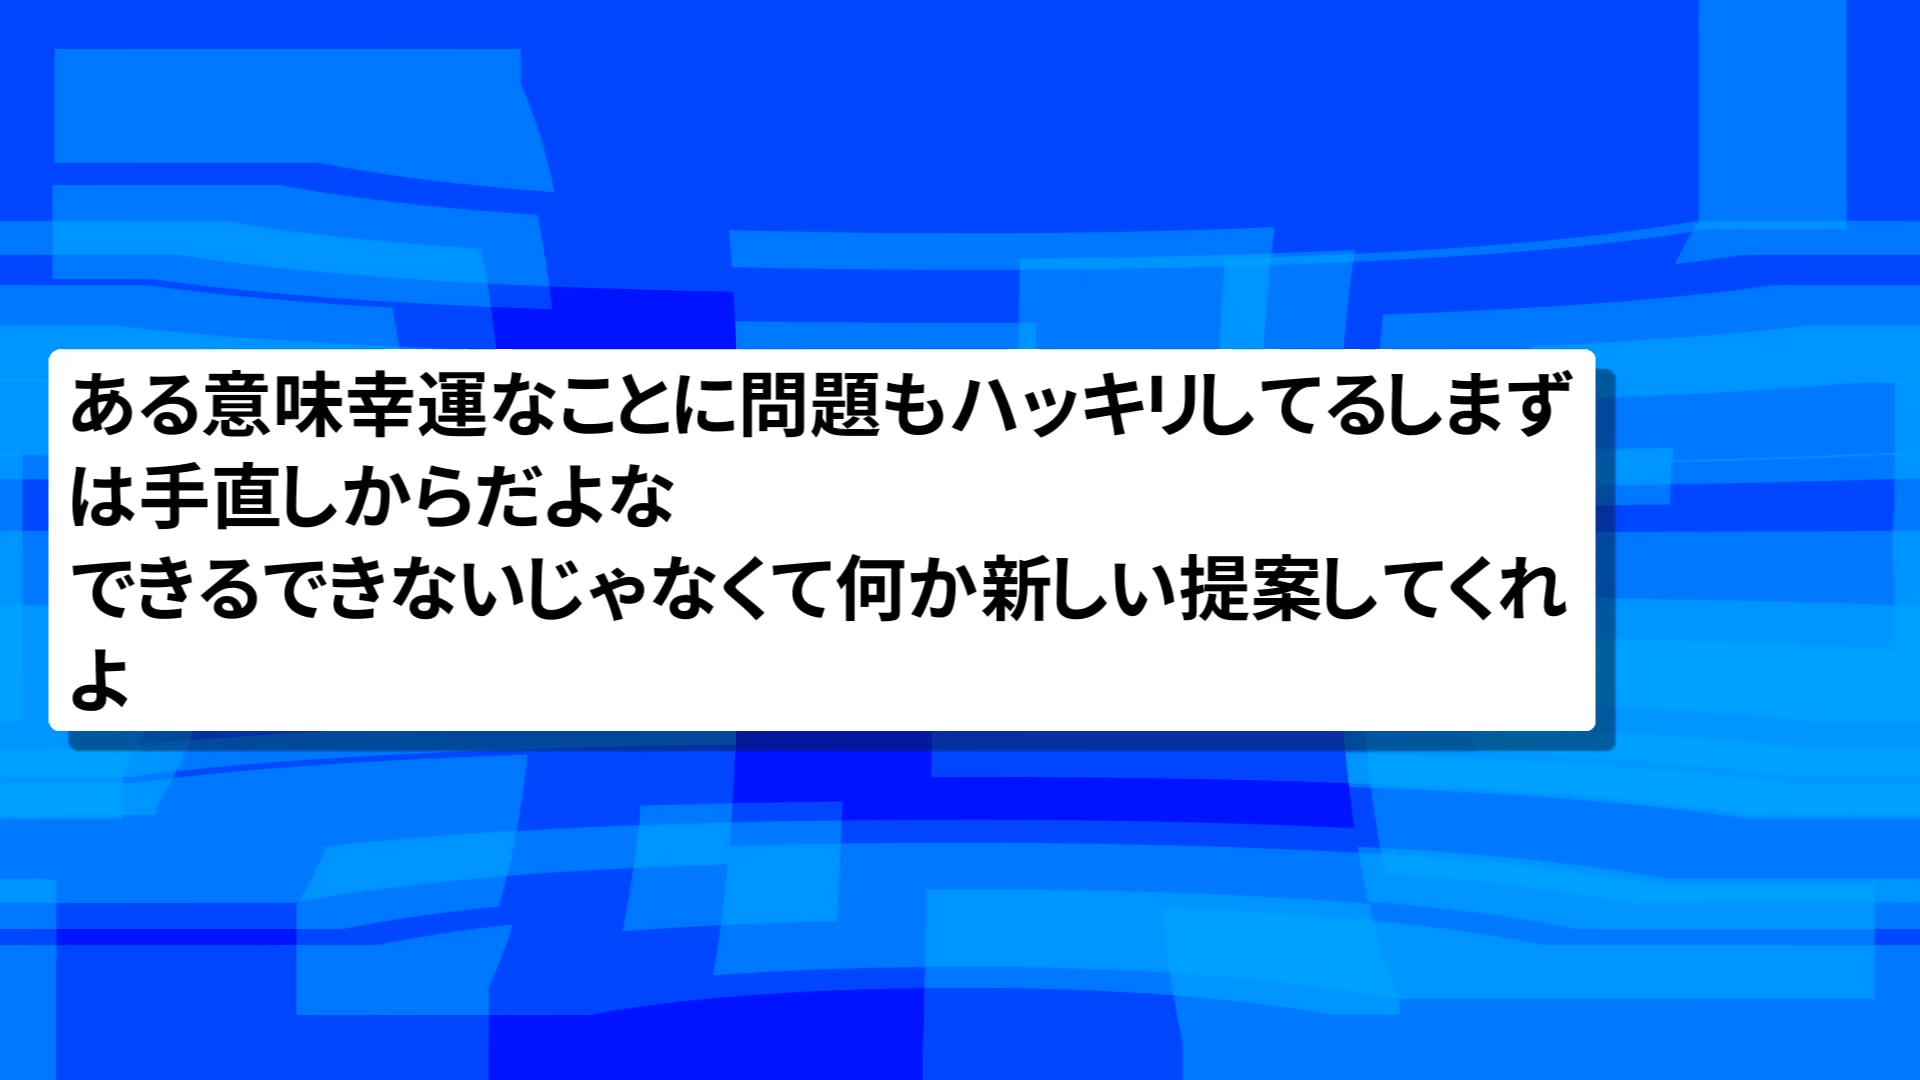 ある意味幸運なことに問題もハッキリしてるしまず
は手直しからだよな
できるできないじゃなくて何か新しい提案してくれ
よ